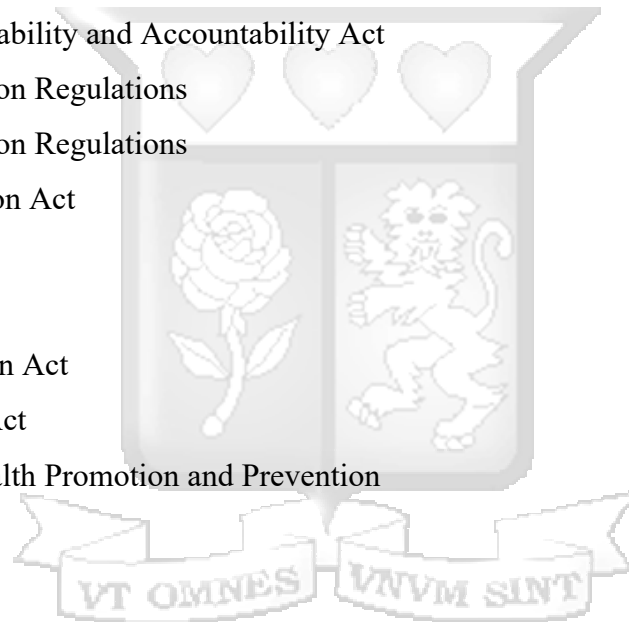 ability and Accountability Act
on Regulations
on Regulations
on Act
n Act
ct
lth Promotion and Prevention
VT OMNES VNVM SINT